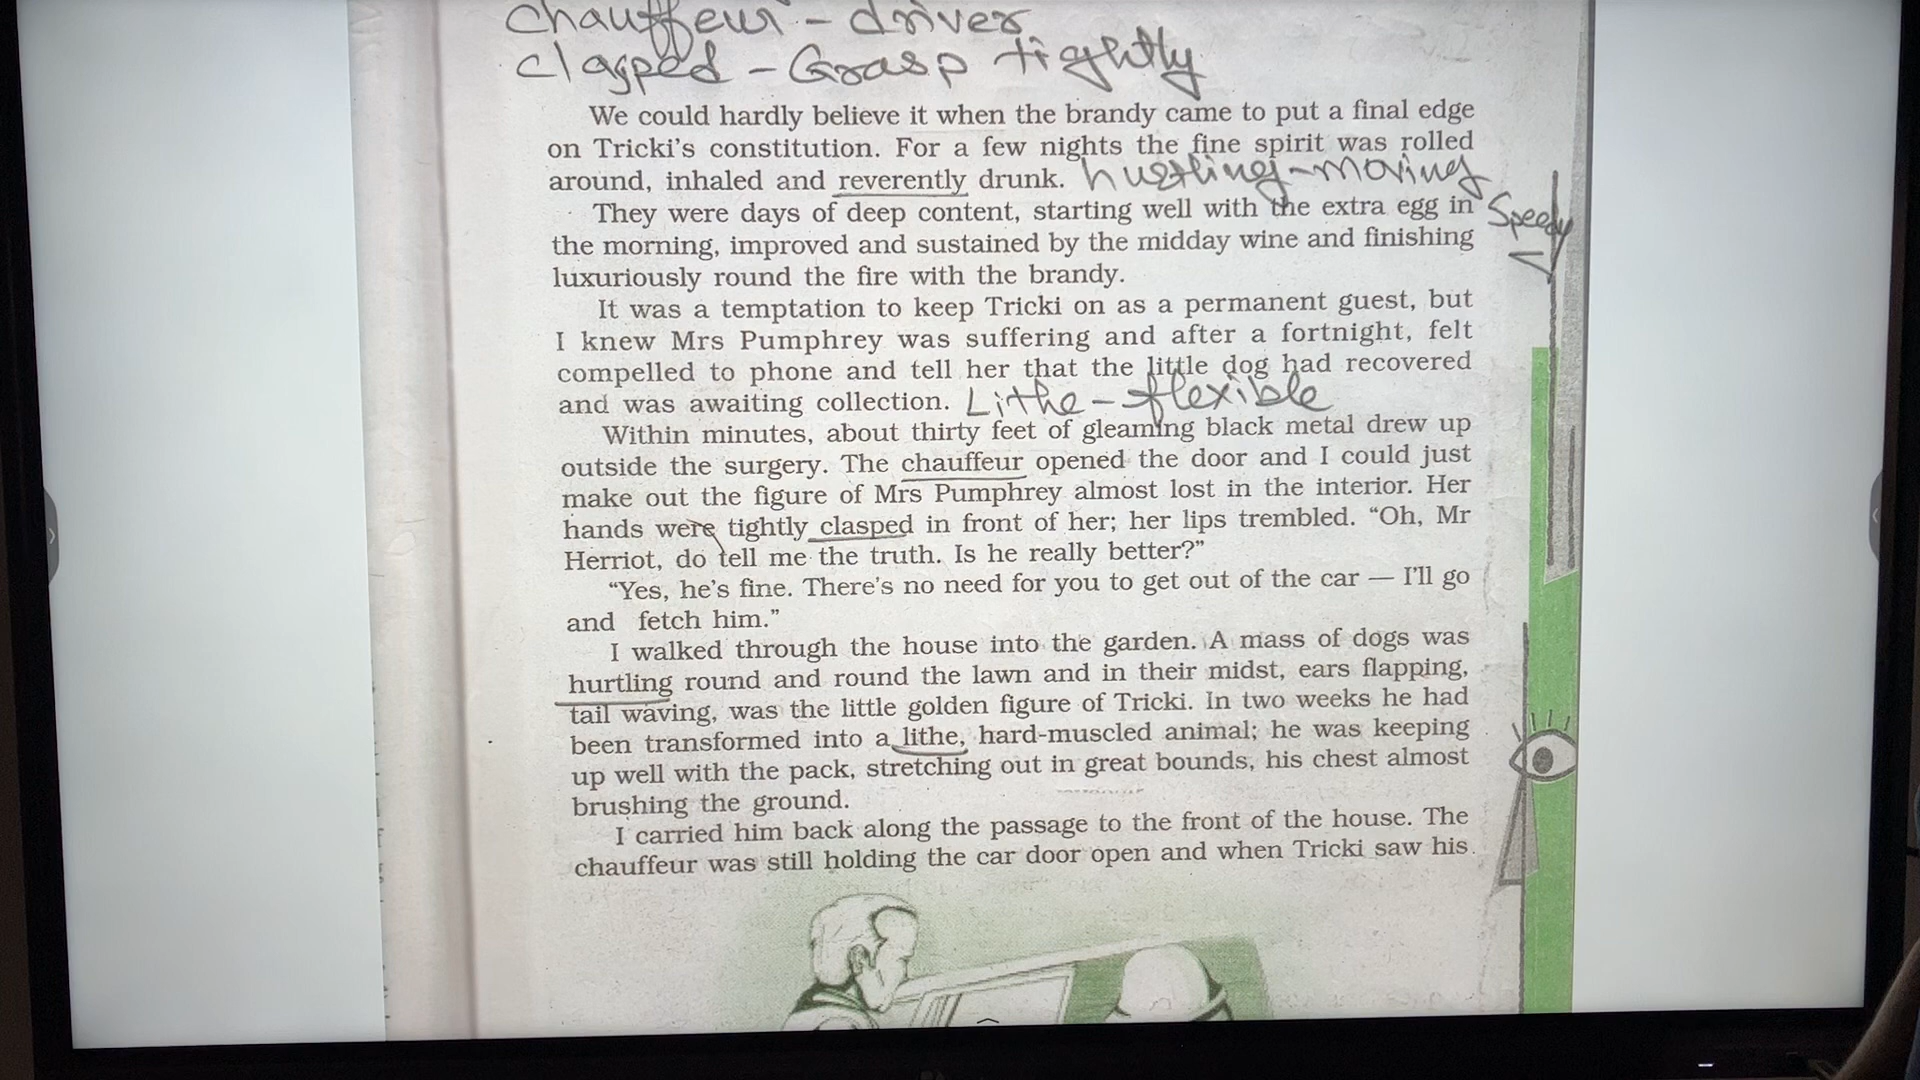 Chauffeur - driver
clasped - Grasp tightly
We could hardly believe it when the brandy came to put a final edge
on Tricki's constitution. For a few nights the fine spirit was rolled
around, inhaled and reverently drunk. hurtling - moving
Speedy
They were days of deep content, starting well with the extra egg in
the morning, improved and sustained by the midday wine and finishing
luxuriously round the fire with the brandy.
It was a temptation to keep Tricki on as a permanent guest, but
I knew Mrs Pumphrey was suffering and after a fortnight, felt
compelled to phone and tell her that the little dog had recovered
and was awaiting collection. Lithe - flexible
Within minutes, about thirty feet of gleaming black metal drew up
outside the surgery. The chauffeur opened the door and I could just
make out the figure of Mrs Pumphrey almost lost in the interior. Her
hands were tightly clasped in front of her; her lips trembled. “Oh, Mr
Herriot, do tell me the truth. Is he really better?”
“Yes, he's fine. There's no need for you to get out of the car — I'll go
and fetch him.”
I walked through the house into the garden. A mass of dogs was
hurtling round and round the lawn and in their midst, ears flapping,
tail waving, was the little golden figure of Tricki. In two weeks he had
been transformed into a lithe, hard-muscled animal; he was keeping
up well with the pack, stretching out in great bounds, his chest almost
brushing the ground.
I carried him back along the passage to the front of the house. The
chauffeur was still holding the car door open and when Tricki saw his